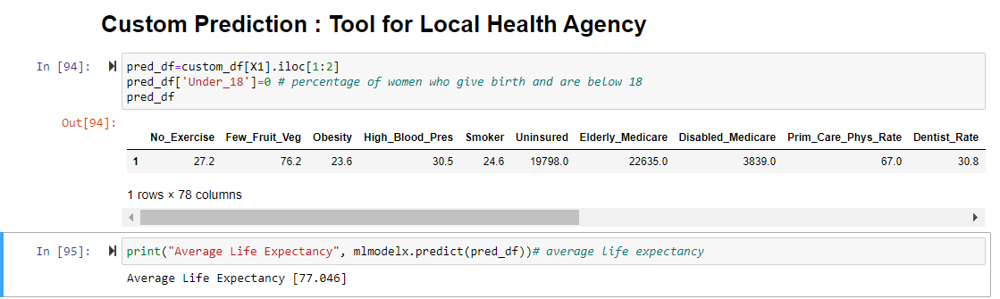 Custom Prediction : Tool for Local Health Agency
In [94]:
pred_df=custom_df[X1].iloc[1:2]
pred_df['Under_18']=0 # percentage of women who give birth and are below 18
pred_df
Out[94]:
No_Exercise Few_Fruit_Veg Obesity High_Blood_Pres Smoker Uninsured Elderly_Medicare Disabled_Medicare Prim_Care_Phys_Rate Dentist_Rate
1 27.2 76.2 23.6 30.5 24.6 19798.0 22635.0 3839.0 67.0 30.8
1 rows × 78 columns
In [95]:
print("Average Life Expectancy", mlmodelx.predict(pred_df))# average life expectancy
Average Life Expectancy [77.046]